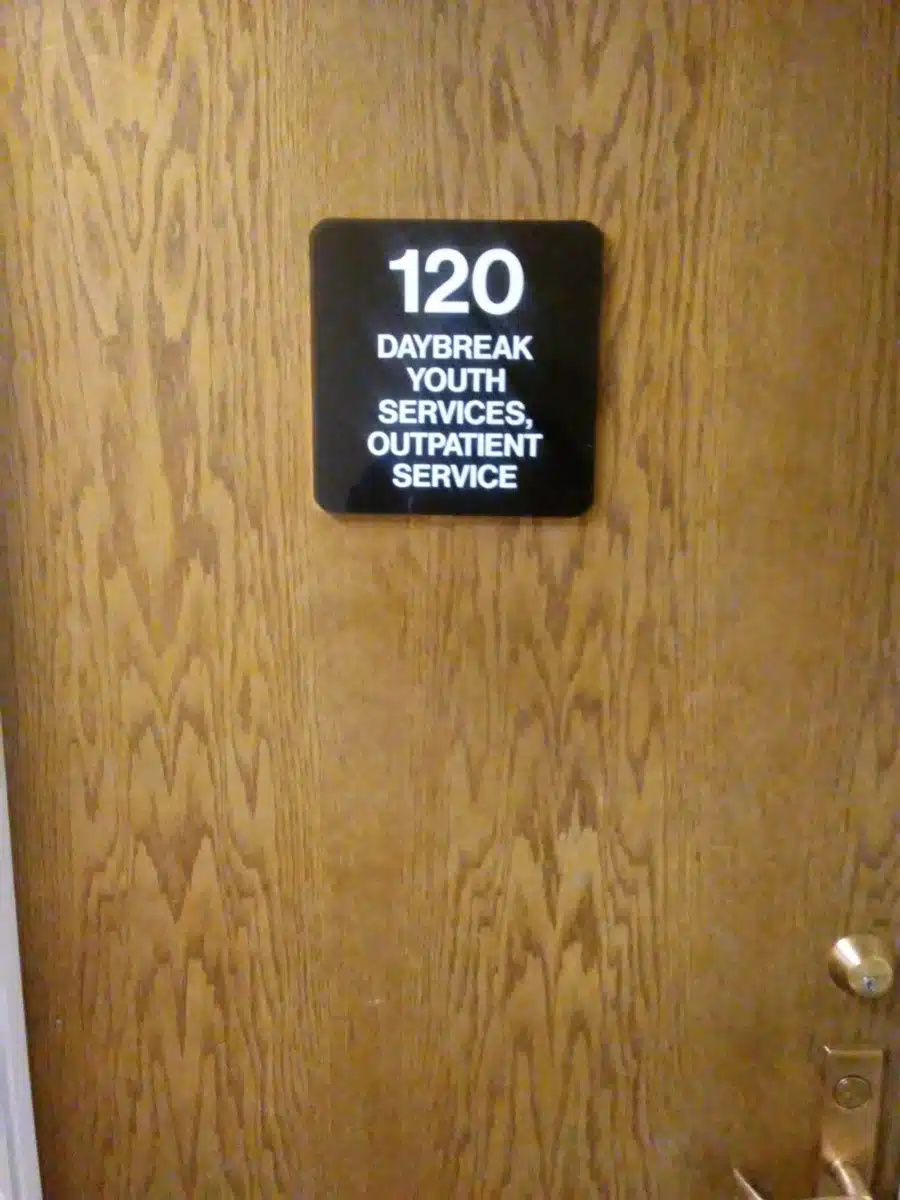 120
DAYBREAK
YOUTH
SERVICES,
OUTPATIENT
SERVICE